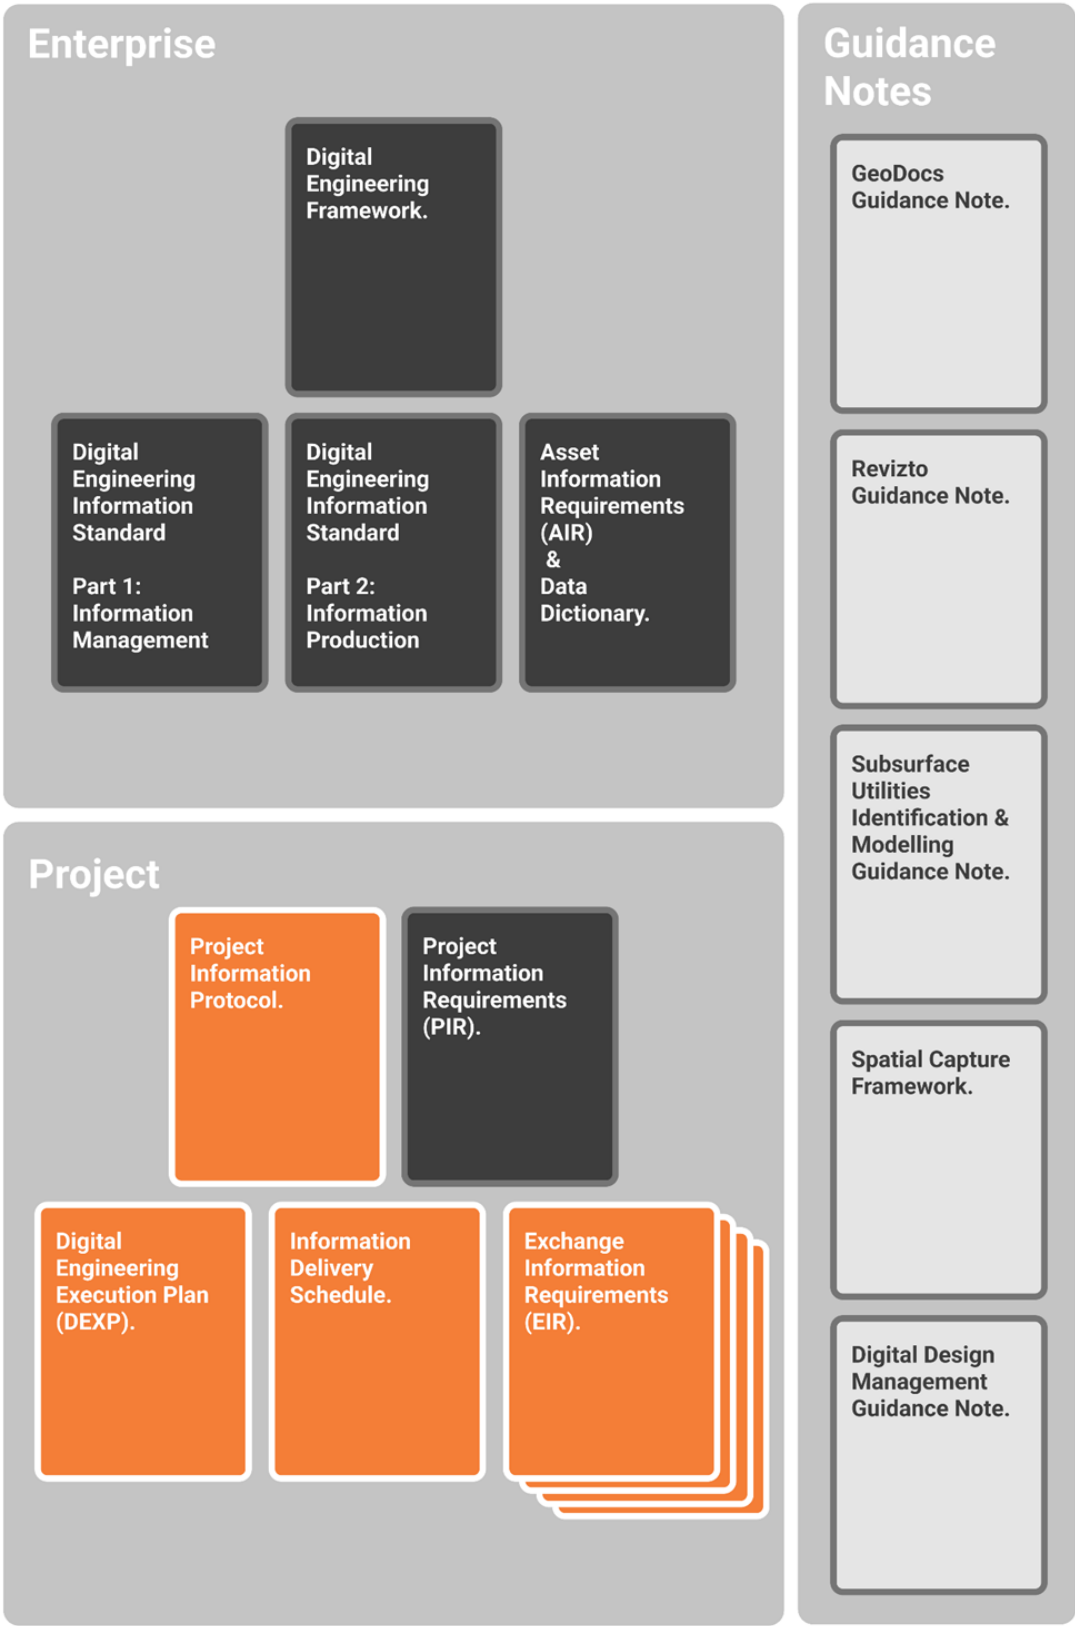 Enterprise
Digital
Engineering
Framework.
Digital
Engineering
Information
Standard
Part 1:
Information
Management
Digital
Engineering
Information
Standard
Part 2:
Information
Production
Asset
Information
Requirements
(AIR)
&
Data
Dictionary.
Project
Project
Information
Protocol.
Project
Information
Requirements
(PIR).
Digital
Engineering
Execution Plan
(DEXP).
Information
Delivery
Schedule.
Exchange
Information
Requirements
(EIR).
Guidance
Notes
GeoDocs
Guidance Note.
Revizto
Guidance Note.
Subsurface
Utilities
Identification &
Modelling
Guidance Note.
Spatial Capture
Framework.
Digital Design
Management
Guidance Note.